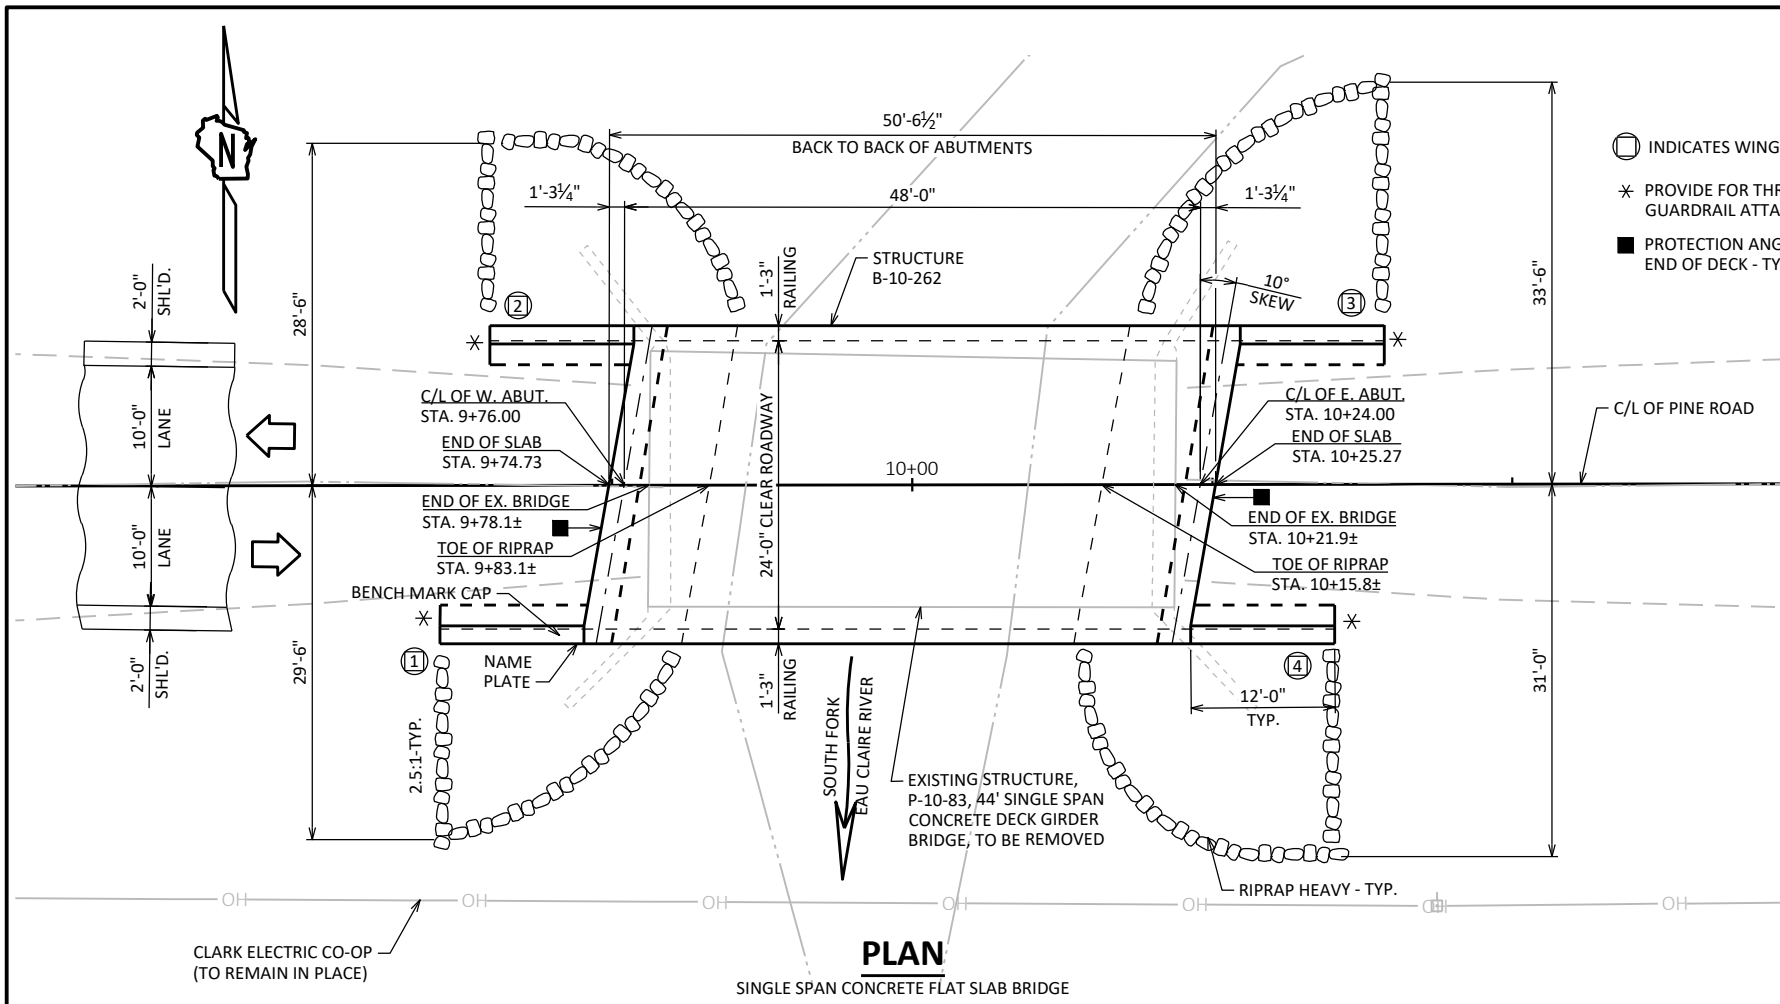 N
50'-6½"
BACK TO BACK OF ABUTMENTS
1'-3¼"
48'-0"
1'-3¼"
INDICATES WING
PROVIDE FOR THR
GUARDRAIL ATTA
PROTECTION ANG
END OF DECK - TY
STRUCTURE
B-10-262
1'-3"
RAILING
10°
SKEW
2
3
2'-0"
SHL'D.
28'-6"
33'-6"
10'-0"
LANE
C/L OF W. ABUT.
STA. 9+76.00
END OF SLAB
STA. 9+74.73
C/L OF E. ABUT.
STA. 10+24.00
END OF SLAB
STA. 10+25.27
C/L OF PINE ROAD
24'-0" CLEAR ROADWAY
10+00
END OF EX. BRIDGE
STA. 9+78.1±
TOE OF RIPRAP
STA. 9+83.1±
END OF EX. BRIDGE
STA. 10+21.9±
TOE OF RIPRAP
STA. 10+15.8±
10'-0"
LANE
BENCH MARK CAP
2'-0"
SHL'D.
29'-6"
1
NAME
PLATE
1'-3"
RAILING
4
12'-0"
TYP.
31'-0"
2.5:1-TYP.
SOUTH FORK
EAU CLAIRE RIVER
EXISTING STRUCTURE,
P-10-83, 44' SINGLE SPAN
CONCRETE DECK GIRDER
BRIDGE, TO BE REMOVED
RIPRAP HEAVY - TYP.
OH
OH
OH
OH
OH
OH
OH
CLARK ELECTRIC CO-OP
(TO REMAIN IN PLACE)
PLAN
SINGLE SPAN CONCRETE FLAT SLAB BRIDGE